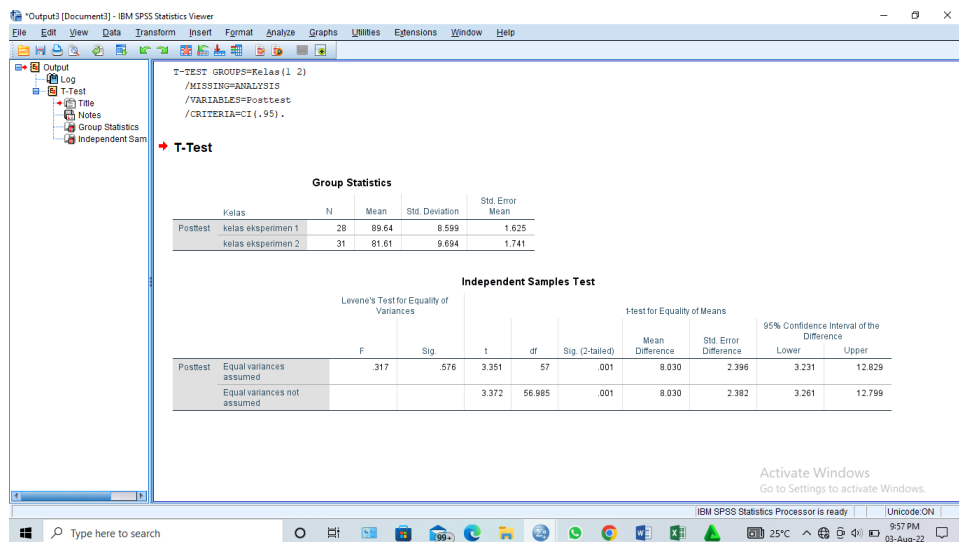 *Output3 [Document3] - IBM SPSS Statistics Viewer
File Edit View Data Transform Insert Format Analyze Graphs Utilities Extensions Window Help
Output
Log
T-Test
Title
Notes
Group Statistics
Independent Sam
T-TEST GROUPS=Kelas(1 2)
/MISSING=ANALYSIS
/VARIABLES=Posttest
/CRITERIA=CI(.95).
T-Test
Group Statistics
Kelas N Mean Std. Deviation Std. Error Mean
Posttest kelas eksperimen 1 28 89.64 8.599 1.625
kelas eksperimen 2 31 81.61 9.694 1.741
Independent Samples Test
Levene's Test for Equality of Variances
t-test for Equality of Means
95% Confidence Interval of the Difference
F Sig. t df Sig. (2-tailed) Mean Difference Std. Error Difference Lower Upper
Posttest Equal variances assumed .317 .576 3.351 57 .001 8.030 2.396 3.231 12.829
Equal variances not assumed 3.372 56.985 .001 8.030 2.382 3.261 12.799
Activate Windows
Go to Settings to activate Windows.
IBM SPSS Statistics Processor is ready Unicode:ON
Type here to search 99+ 25°C 9:57 PM
03-Aug-22